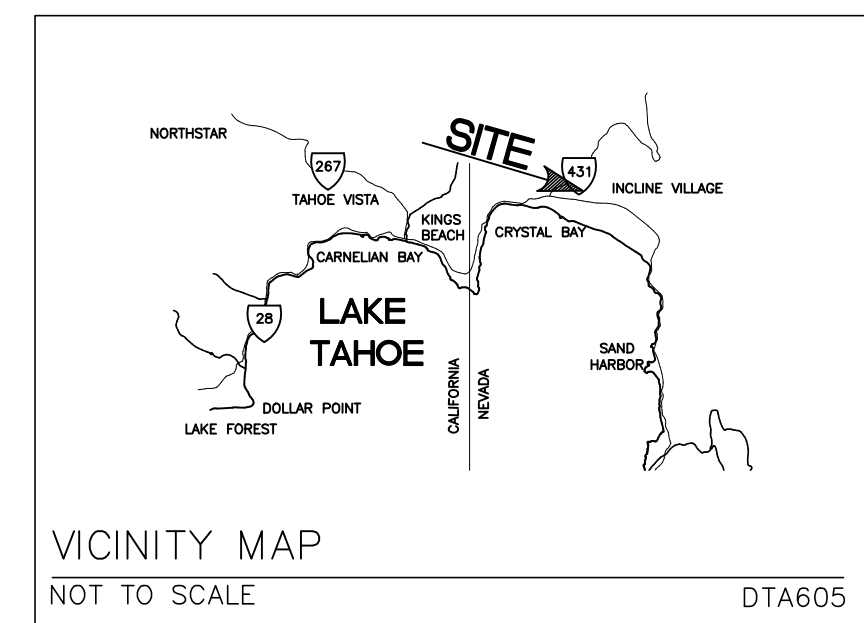 NORTHSTAR
267
SITE
431
INCLINE VILLAGE
TAHOE VISTA
KINGS
BEACH
CRYSTAL BAY
CARNELIAN BAY
28
LAKE
TAHOE
SAND
HARBOR
CALIFORNIA
NEVADA
DOLLAR POINT
LAKE FOREST
VICINITY MAP
NOT TO SCALE
DTA605